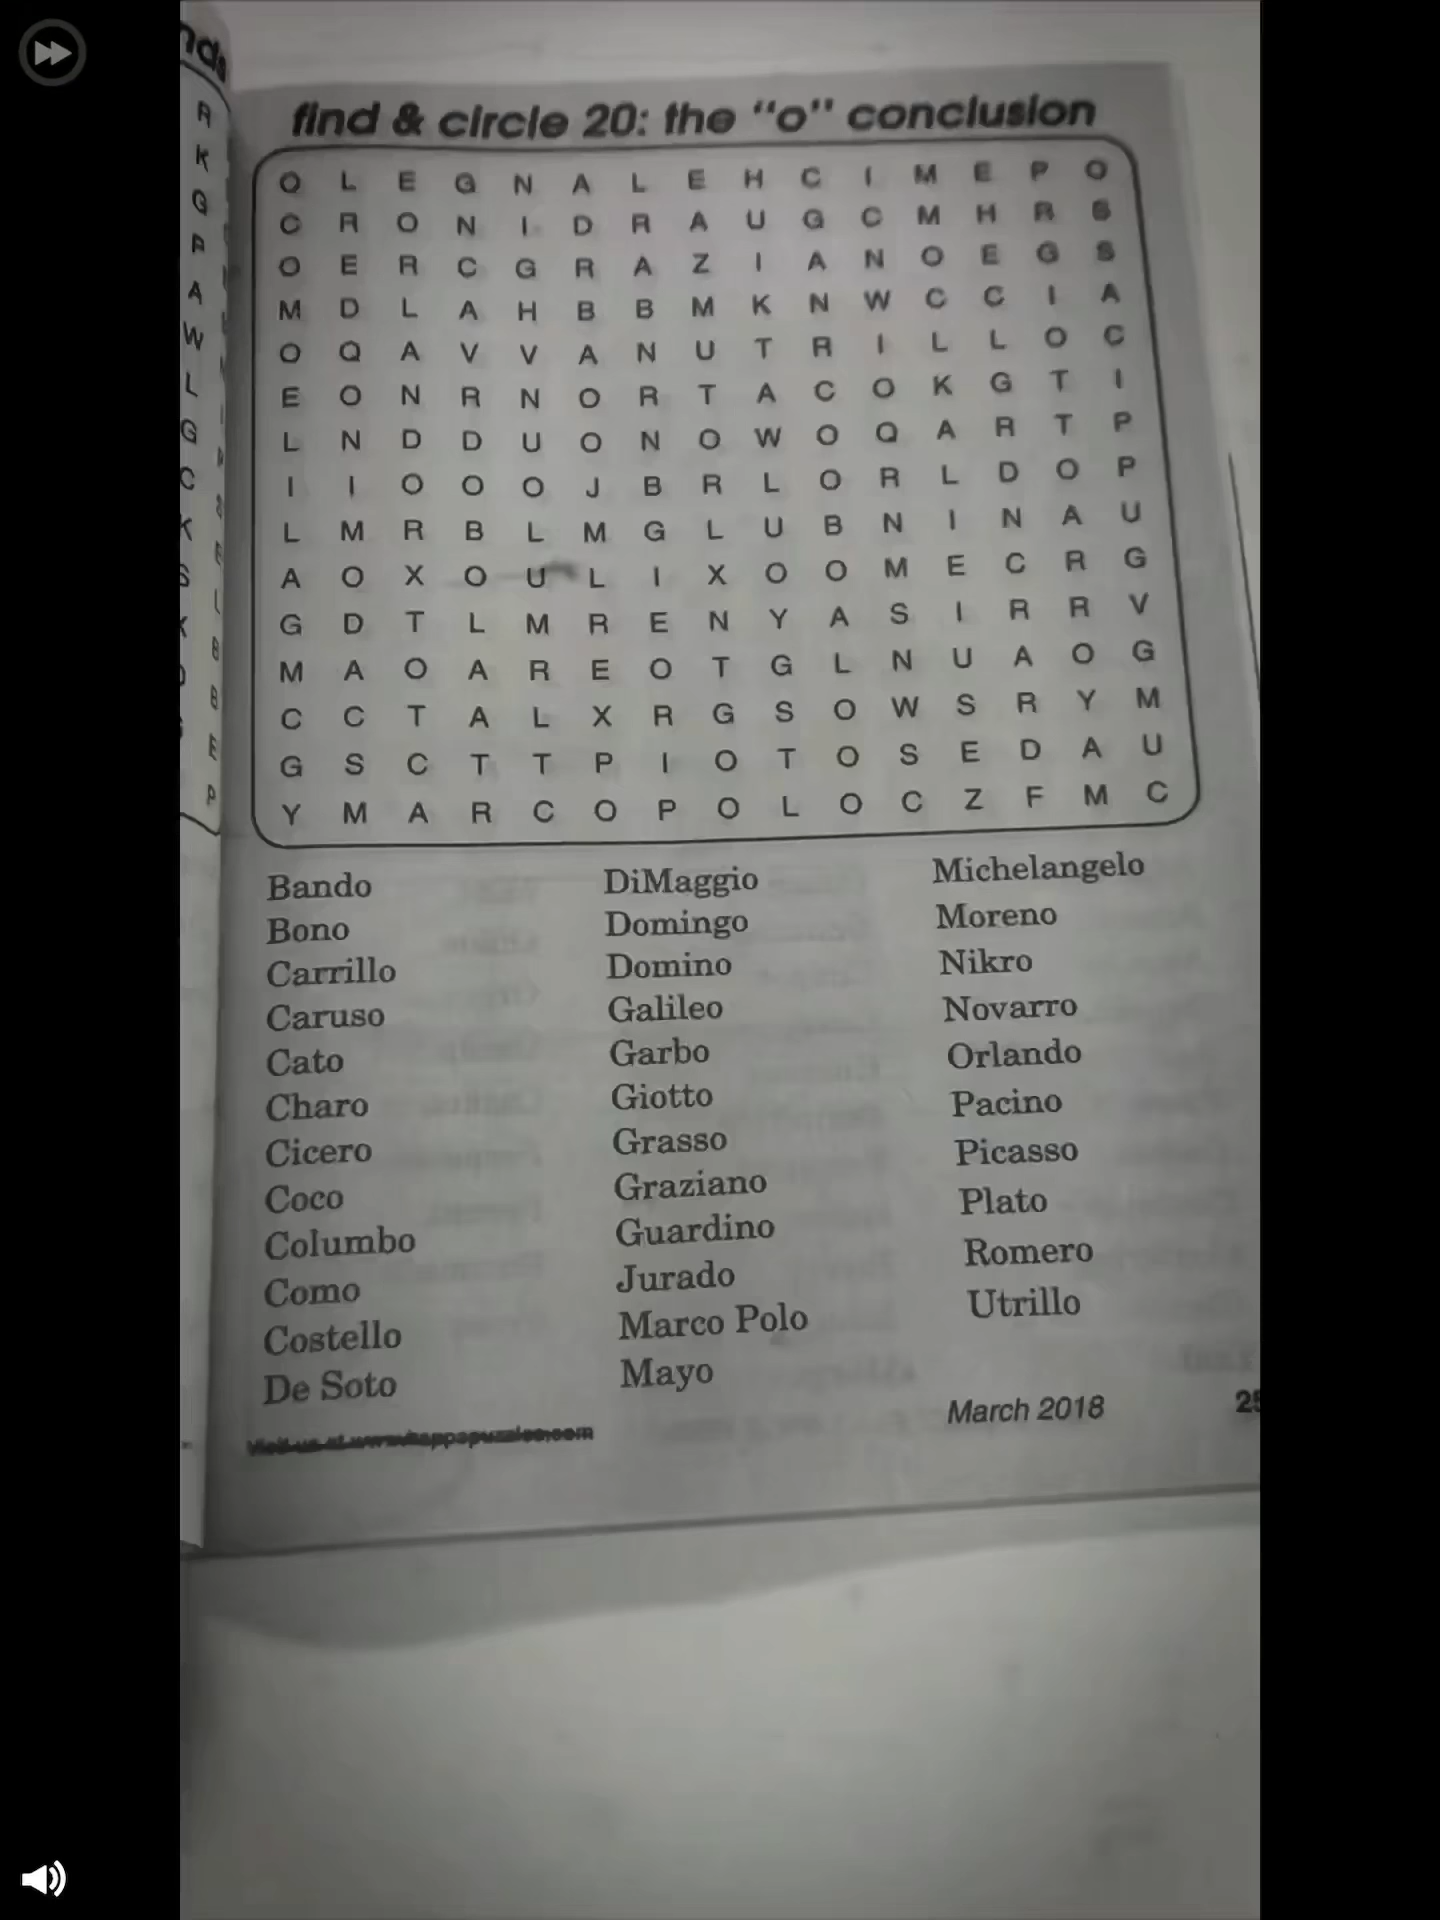 find & circle 20: the "o" conclusion
O L E G N A L E H C I M E P O
C R O N I D R A U G C M H R S
O E R C G R A Z I A N O E G S
M D L A H B B M K N W C C I A
O Q A V V A N U T R I L L O C
E O N R N O R T A C O K G T I
L N D D U O N O W O Q A R T P
I I O O O J B R L O R L D O P
L M R B L M G L U B N I N A U
A O X O U L I X O O M E C R G
G D T L M R E N Y A S I R R V
M A O A R E O T G L N U A O G
C C T A L X R G S O W S R Y M
G S C T T P I O T O S E D A U
Y M A R C O P O L O C Z F M C
Bando
Bono
Carrillo
Caruso
Cato
Charo
Cicero
Coco
Columbo
Como
Costello
De Soto
DiMaggio
Domingo
Domino
Galileo
Garbo
Giotto
Grasso
Graziano
Guardino
Jurado
Marco Polo
Mayo
Michelangelo
Moreno
Nikro
Novarro
Orlando
Pacino
Picasso
Plato
Romero
Utrillo
March 2018
25